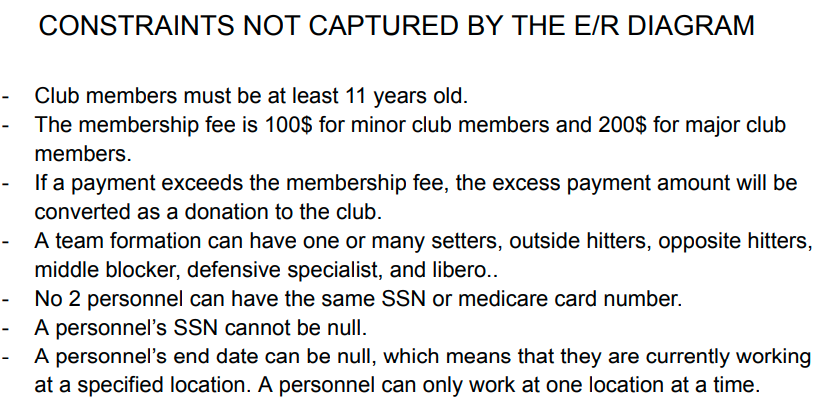 CONSTRAINTS NOT CAPTURED BY THE E/R DIAGRAM
- Club members must be at least 11 years old.
- The membership fee is 100$ for minor club members and 200$ for major club
members.
- If a payment exceeds the membership fee, the excess payment amount will be
converted as a donation to the club.
- A team formation can have one or many setters, outside hitters, opposite hitters,
middle blocker, defensive specialist, and libero..
- No 2 personnel can have the same SSN or medicare card number.
- A personnel’s SSN cannot be null.
- A personnel’s end date can be null, which means that they are currently working
at a specified location. A personnel can only work at one location at a time.